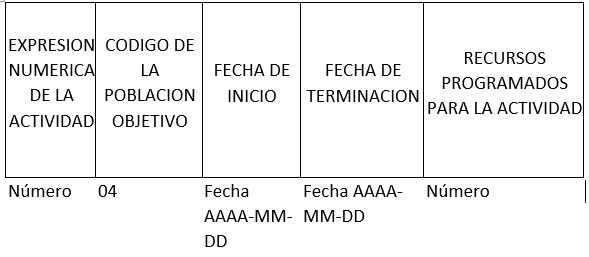 EXPRESION
NUMERICA
DE LA
ACTIVIDAD
CODIGO DE
LA
POBLACION
OBJETIVO
FECHA DE
INICIO
FECHA DE
TERMINACION
RECURSOS
PROGRAMADOS
PARA LA ACTIVIDAD
Número
04
Fecha
AAAA-MM-
DD
Fecha AAAA-
MM-DD
Número